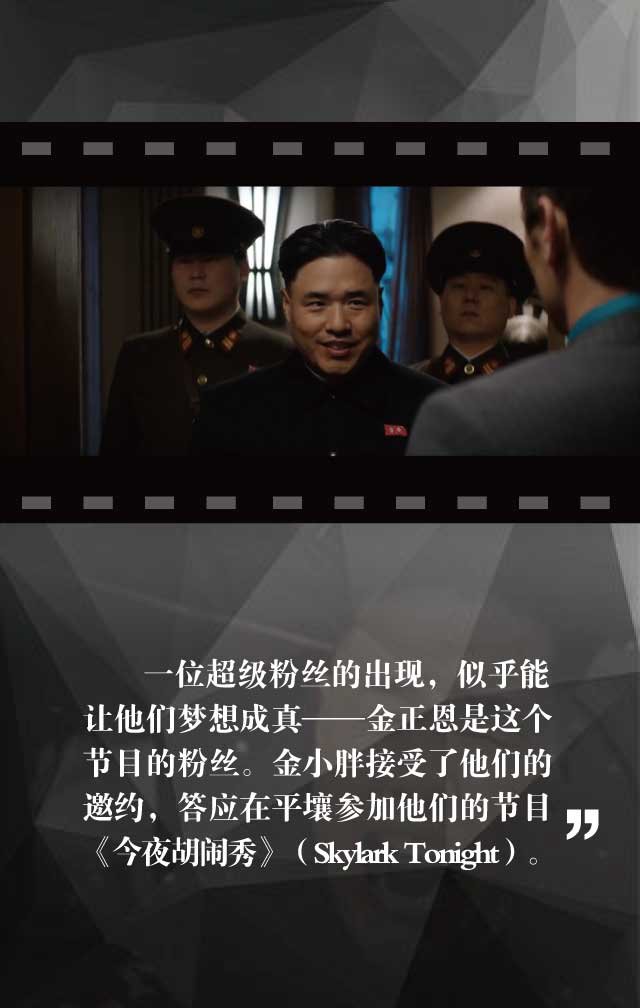 一位超级粉丝的出现，似乎能
让他们梦想成真——金正恩是这个
节目的粉丝。金小胖接受了他们的
邀约，答应在平壤参加他们的节目
《今夜胡闹秀》（Skylark Tonight）。
”